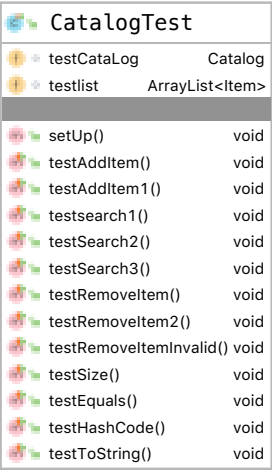 CatalogTest
testCataLog Catalog
testlist ArrayList<Item>
setUp() void
testAddItem() void
testAddItem1() void
testsearch1() void
testSearch2() void
testSearch3() void
testRemoveItem() void
testRemoveItem2() void
testRemoveItemInvalid() void
testSize() void
testEquals() void
testHashCode() void
testToString() void